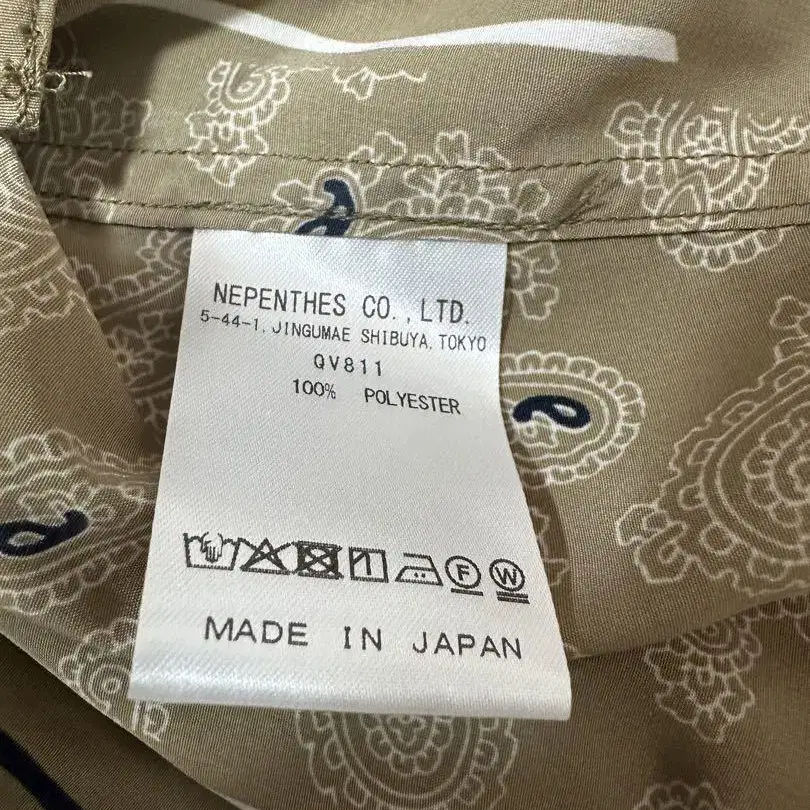 NEPENTHES CO.,LTD.
5-44-1, JINGUMAE SHIBUYA, TOKYO
QV811
100% POLYESTER
F W
MADE IN JAPAN